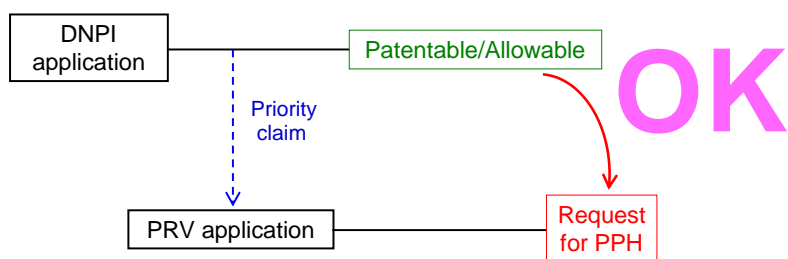 DNPI
application
Patentable/Allowable
OK
Priority
claim
PRV application
Request
for PPH